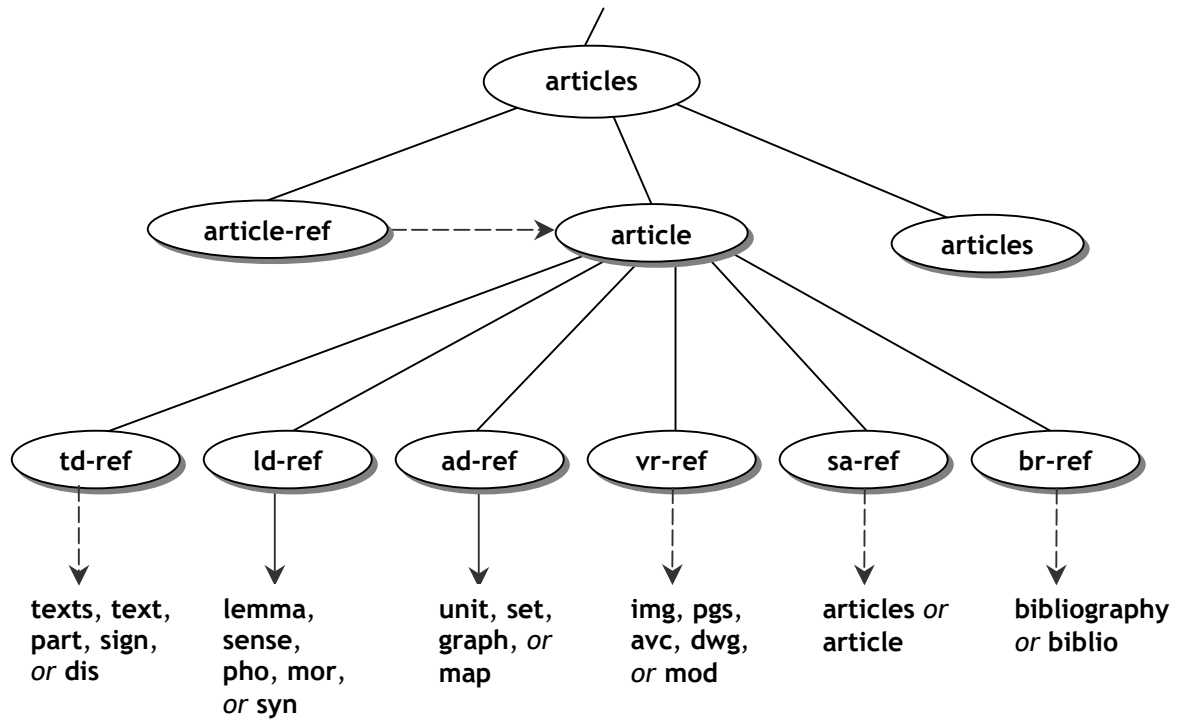 articles
article-ref
article
articles
td-ref
ld-ref
ad-ref
vr-ref
sa-ref
br-ref
texts, text,
part, sign,
or dis
lemma,
sense,
pho, mor,
or syn
unit, set,
graph, or
map
img, pgs,
avc, dwg,
or mod
articles or
article
bibliography
or biblio